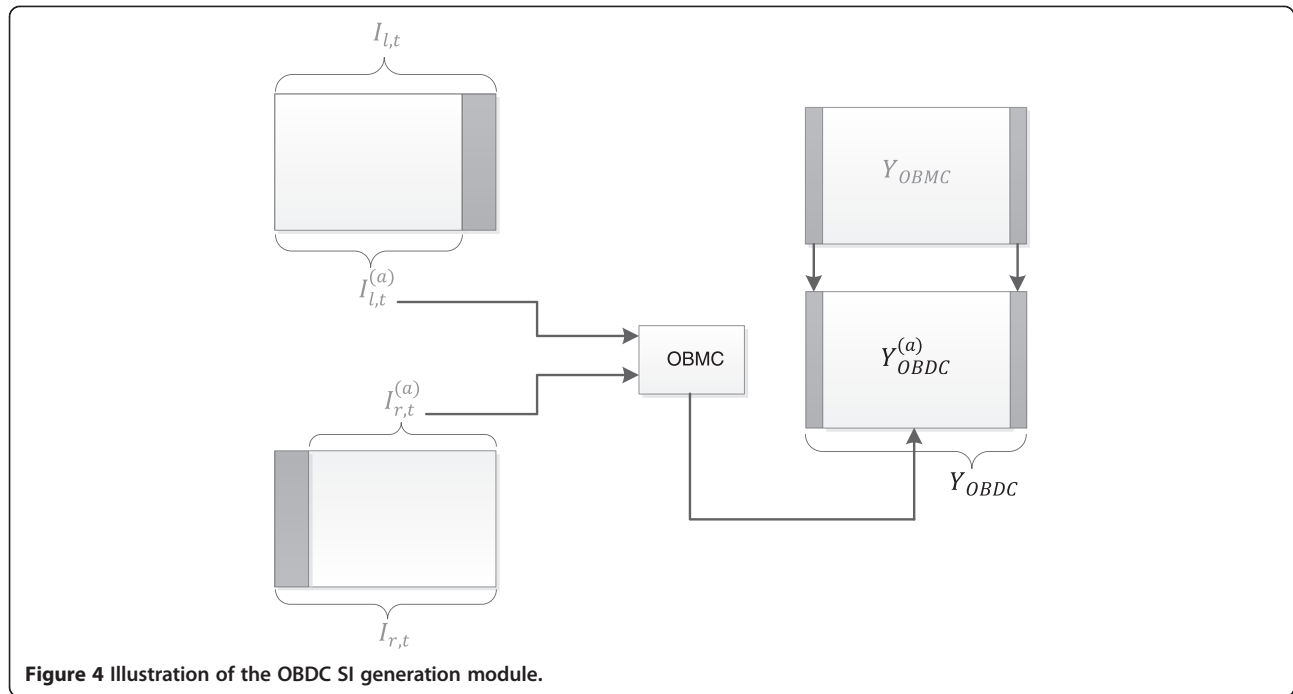 I_{l,t}
I_{l,t}^{(a)}
I_{r,t}^{(a)}
I_{r,t}
OBMC
Y_{OBMC}
Y_{OBDC}^{(a)}
Y_{OBDC}
Figure 4 Illustration of the OBDC SI generation module.